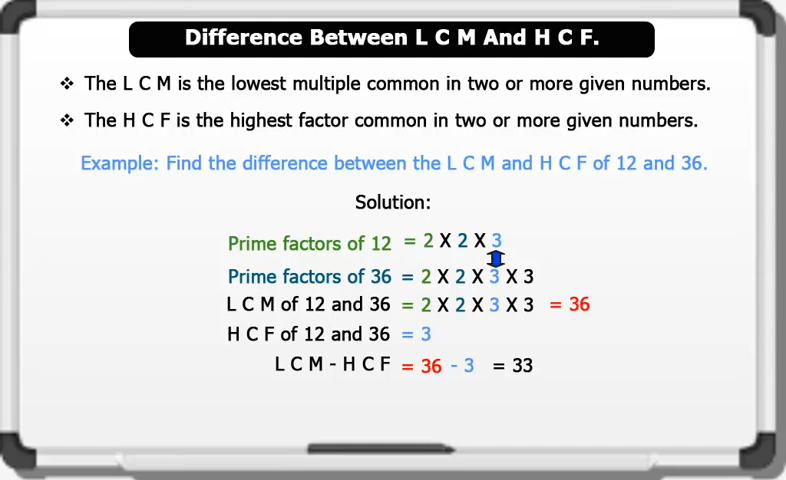 Difference Between L C M And H C F.
❖ The L C M is the lowest multiple common in two or more given numbers.
❖ The H C F is the highest factor common in two or more given numbers.
Example: Find the difference between the L C M and H C F of 12 and 36.
Solution:
Prime factors of 12 = 2 X 2 X 3
Prime factors of 36 = 2 X 2 X 3 X 3
L C M of 12 and 36 = 2 X 2 X 3 X 3 = 36
H C F of 12 and 36 = 3
L C M - H C F = 36 - 3 = 33